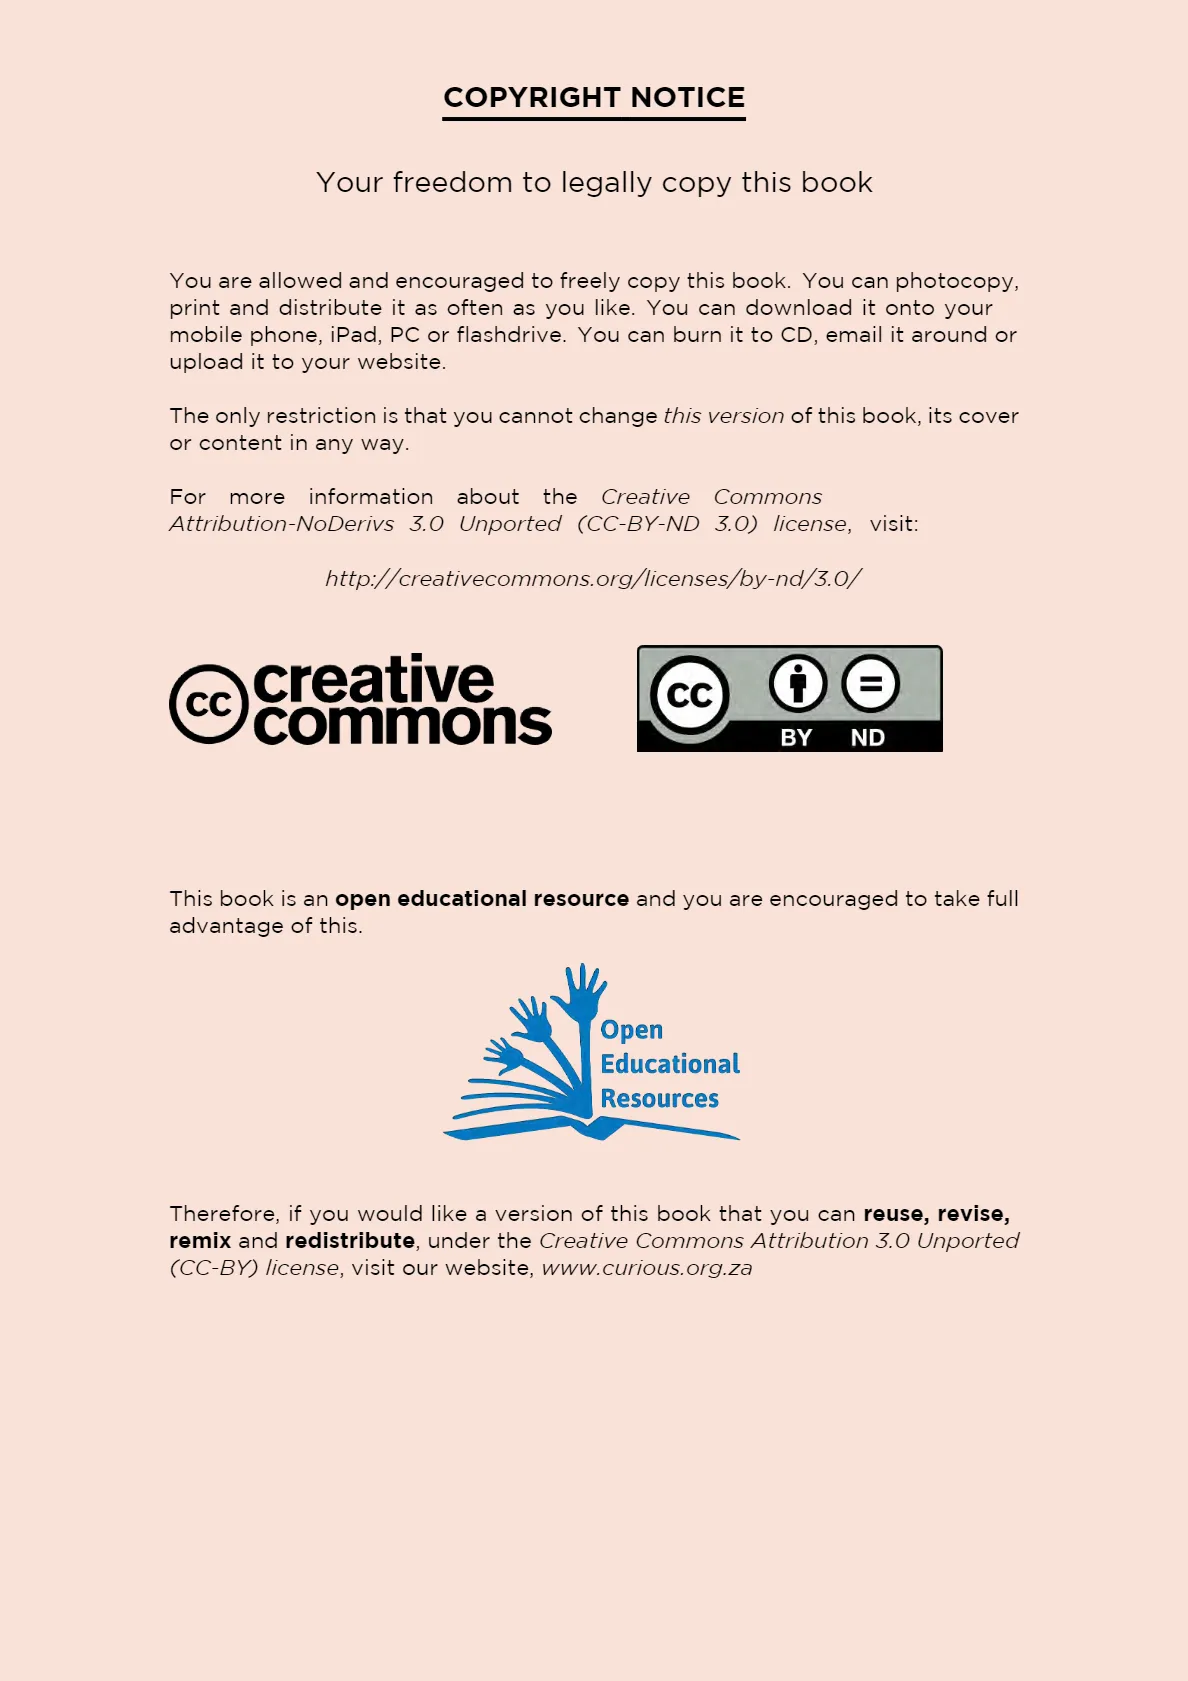 COPYRIGHT NOTICE
Your freedom to legally copy this book
You are allowed and encouraged to freely copy this book. You can photocopy,
print and distribute it as often as you like. You can download it onto your
mobile phone, iPad, PC or flashdrive. You can burn it to CD, email it around or
upload it to your website.
The only restriction is that you cannot change this version of this book, its cover
or content in any way.
For more information about the Creative Commons
Attribution-NoDerivs 3.0 Unported (CC-BY-ND 3.0) license, visit:
http://creativecommons.org/licenses/by-nd/3.0/
cc creative
commons
cc
BY ND
This book is an open educational resource and you are encouraged to take full
advantage of this.
Open
Educational
Resources
Therefore, if you would like a version of this book that you can reuse, revise,
remix and redistribute, under the Creative Commons Attribution 3.0 Unported
(CC-BY) license, visit our website, www.curious.org.za